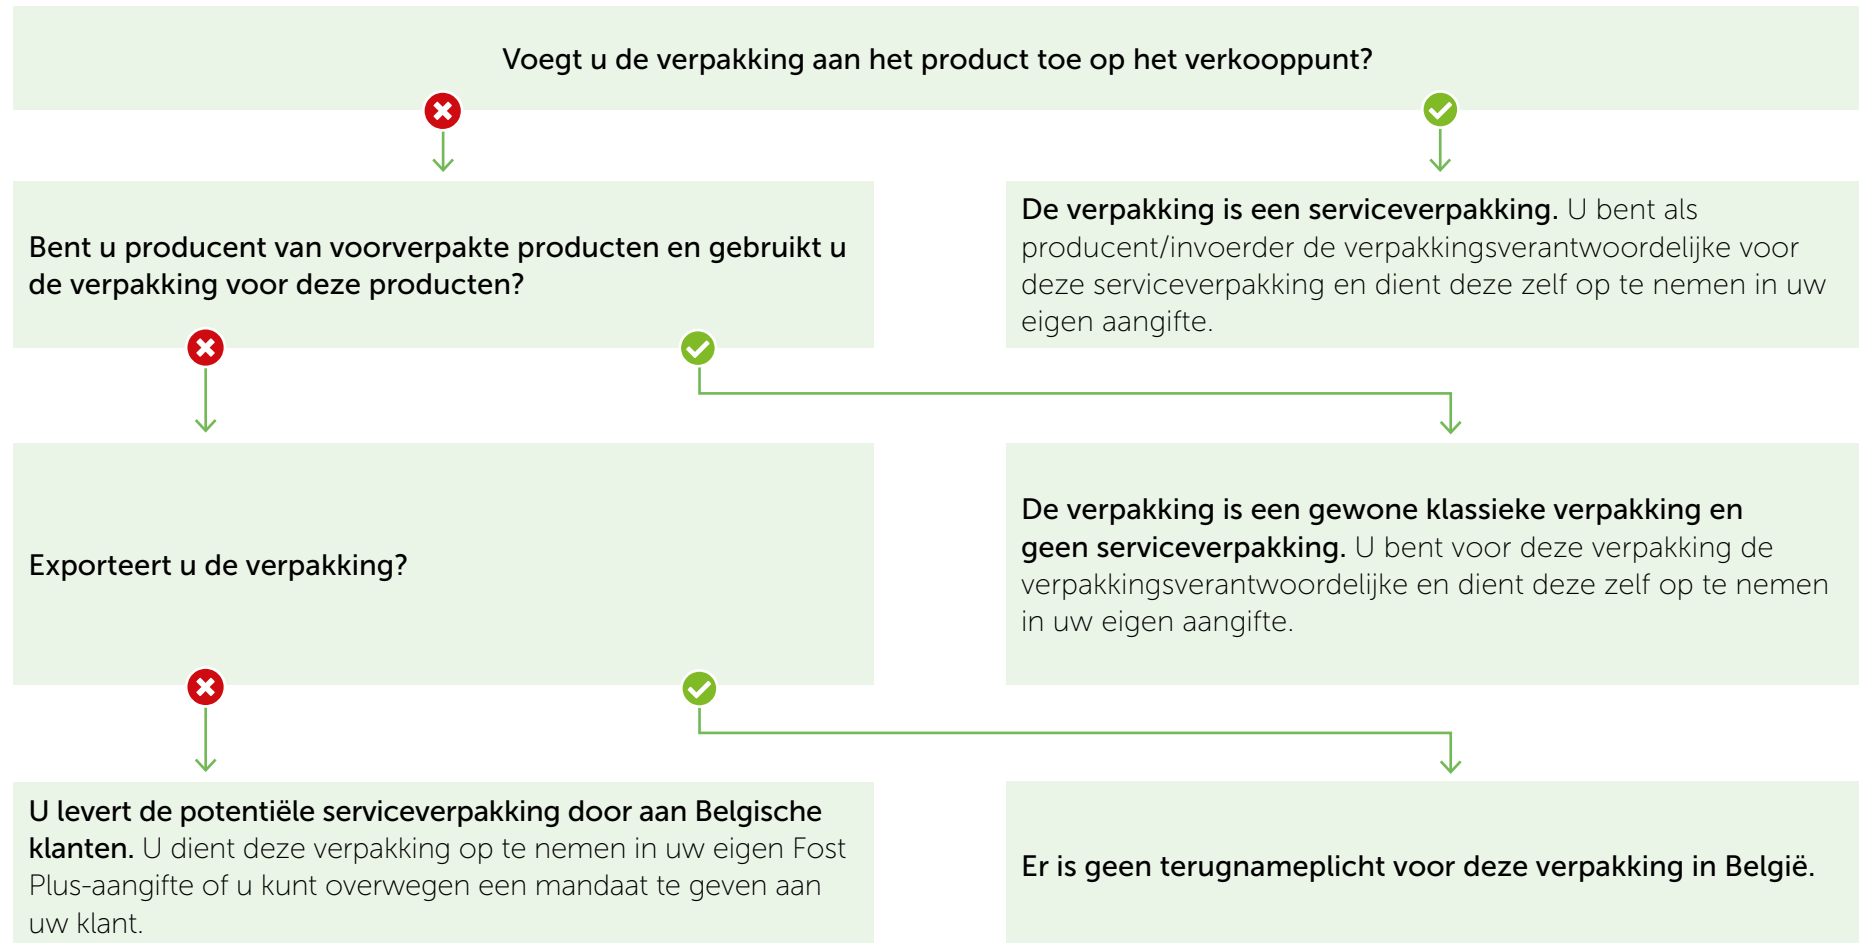 Voegt u de verpakking aan het product toe op het verkooppunt?
Bent u producent van voorverpakte producten en gebruikt u
de verpakking voor deze producten?
De verpakking is een serviceverpakking. U bent als
producent/invoerder de verpakkingsverantwoordelijke voor
deze serviceverpakking en dient deze zelf op te nemen in uw
eigen aangifte.
Exporteert u de verpakking?
De verpakking is een gewone klassieke verpakking en
geen serviceverpakking. U bent voor deze verpakking de
verpakkingsverantwoordelijke en dient deze zelf op te nemen
in uw eigen aangifte.
U levert de potentiële serviceverpakking door aan Belgische
klanten. U dient deze verpakking op te nemen in uw eigen Fost
Plus-aangifte of u kunt overwegen een mandaat te geven aan
uw klant.
Er is geen terugnameplicht voor deze verpakking in België.